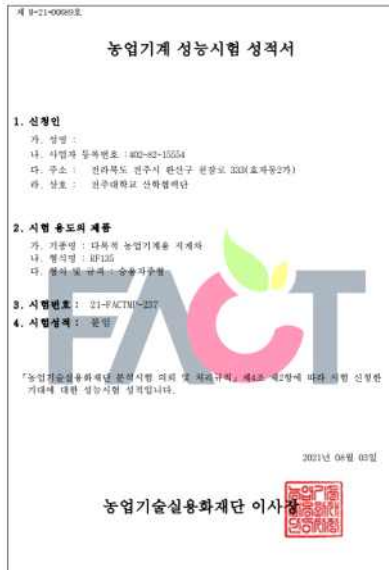 제 M-21-00089호
농업기계 성능시험 성적서
1. 신청인
가. 성명 :
나. 사업자 등록번호 : 402-82-15554
다. 주소 : 전라북도 전주시 완산구 천잠로 333(효자동2가)
라. 상호 : 전주대학교 산학협력단
2. 시험 용도의 제품
가. 기종명 : 다목적 농업기계용 지게차
나. 형식명 : RF135
다. 형식 및 규격 : 승용자주형
3. 시험번호 : 21-FACTMP-237
4. 시험성적 : 붙임
FACT
「농업기술실용화재단 분석시험 의뢰 및 처리규칙」 제4조 제2항에 따라 시험 신청한
기대에 대한 성능시험 성적입니다.
2021년 08월 03일
농업기술실용화재단 이사장